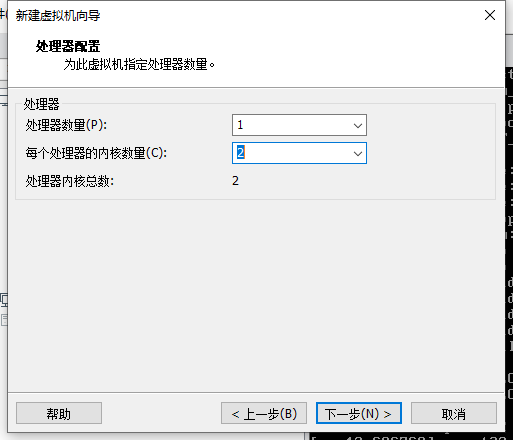 新建虚拟机向导
处理器配置
为此虚拟机指定处理器数量。
处理器
处理器数量(P): 1
每个处理器的内核数量(C): 2
处理器内核总数: 2
帮助 < 上一步(B) 下一步(N) > 取消